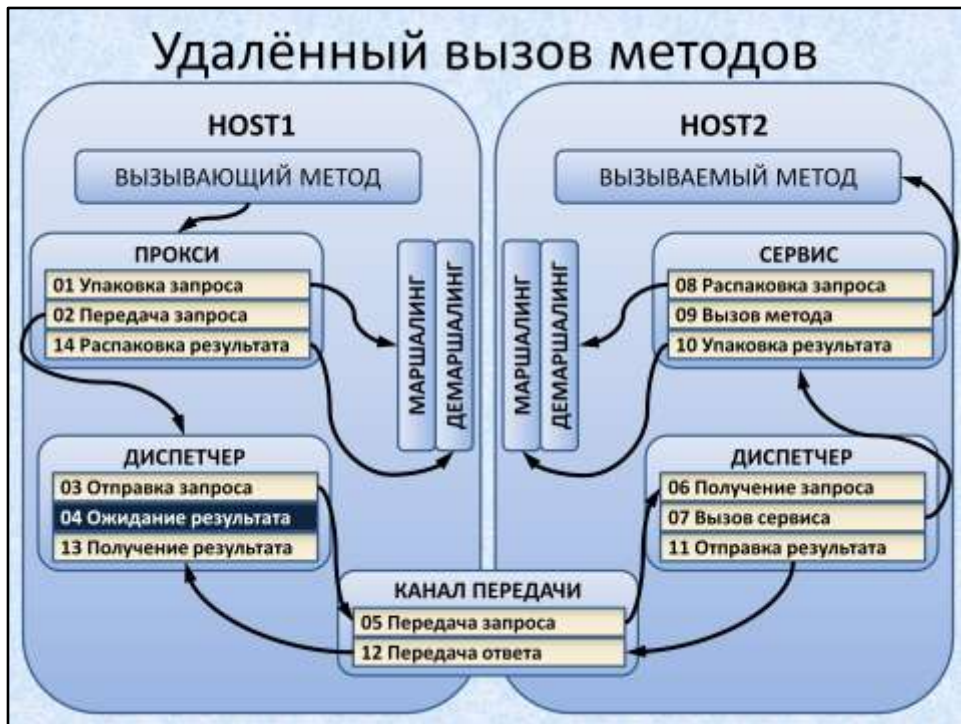 Удалённый вызов методов
HOST1
ВЫЗЫВАЮЩИЙ МЕТОД
ПРОКСИ
01 Упаковка запроса
02 Передача запроса
14 Распаковка результата
МАРШАЛИНГ
ДЕМАРШАЛИНГ
ДИСПЕТЧЕР
03 Отправка запроса
04 Ожидание результата
13 Получение результата
HOST2
ВЫЗЫВАЕМЫЙ МЕТОД
МАРШАЛИНГ
ДЕМАРШАЛИНГ
СЕРВИС
08 Распаковка запроса
09 Вызов метода
10 Упаковка результата
ДИСПЕТЧЕР
06 Получение запроса
07 Вызов сервиса
11 Отправка результата
КАНАЛ ПЕРЕДАЧИ
05 Передача запроса
12 Передача ответа